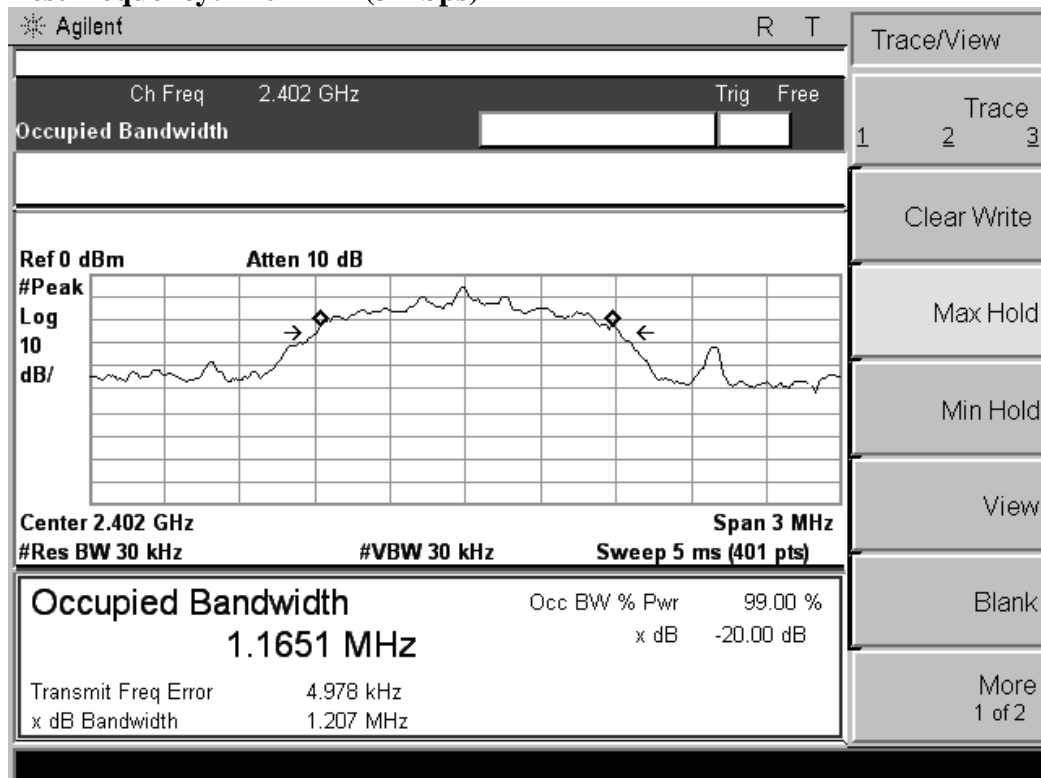 Agilent R T
Trace/View
Ch Freq 2.402 GHz Trig Free
Occupied Bandwidth
Trace
1 2 3
Clear Write
Ref 0 dBm Atten 10 dB
#Peak
Log
10
dB/
Max Hold
Min Hold
View
Center 2.402 GHz Span 3 MHz
#Res BW 30 kHz #VBW 30 kHz Sweep 5 ms (401 pts)
Occupied Bandwidth
1.1651 MHz
Occ BW % Pwr 99.00 %
x dB -20.00 dB
Transmit Freq Error 4.978 kHz
x dB Bandwidth 1.207 MHz
Blank
More
1 of 2